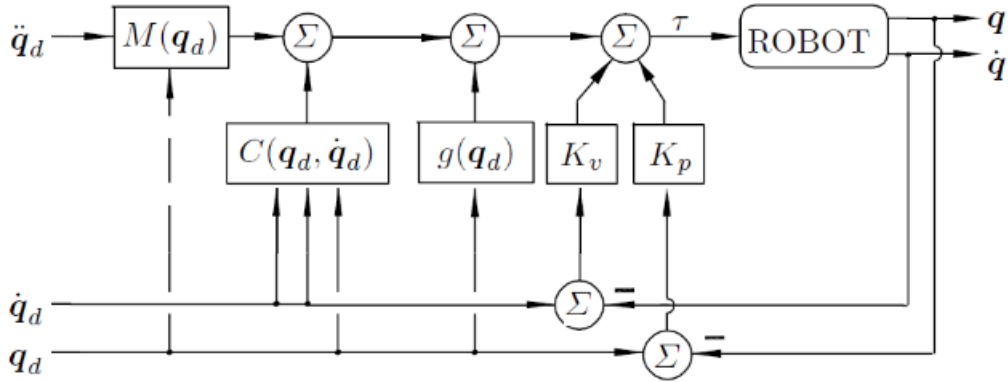 q̈_d M(q_d) Σ Σ Σ τ ROBOT q
q̇
C(q_d, q̇_d) g(q_d) K_v K_p
q̇_d Σ −
q_d Σ −